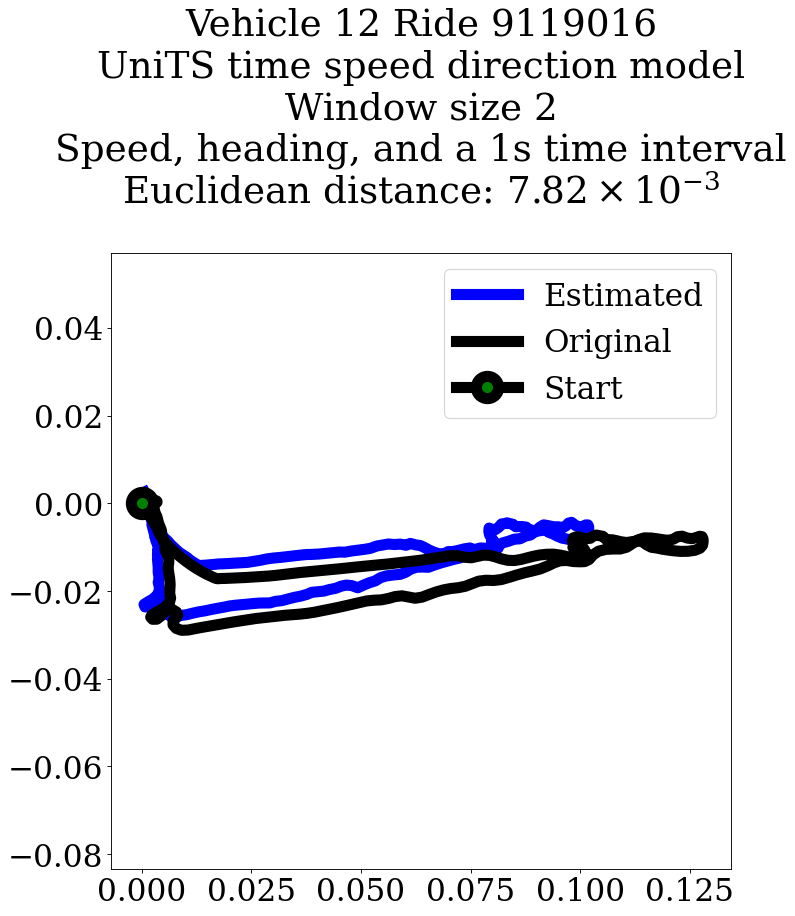 Vehicle 12 Ride 9119016
UniTS time speed direction model
Window size 2
Speed, heading, and a 1s time interval
Euclidean distance: 7.82 × 10⁻³
Estimated
Original
Start
0.04
0.02
0.00
−0.02
−0.04
−0.06
−0.08
0.000 0.025 0.050 0.075 0.100 0.125